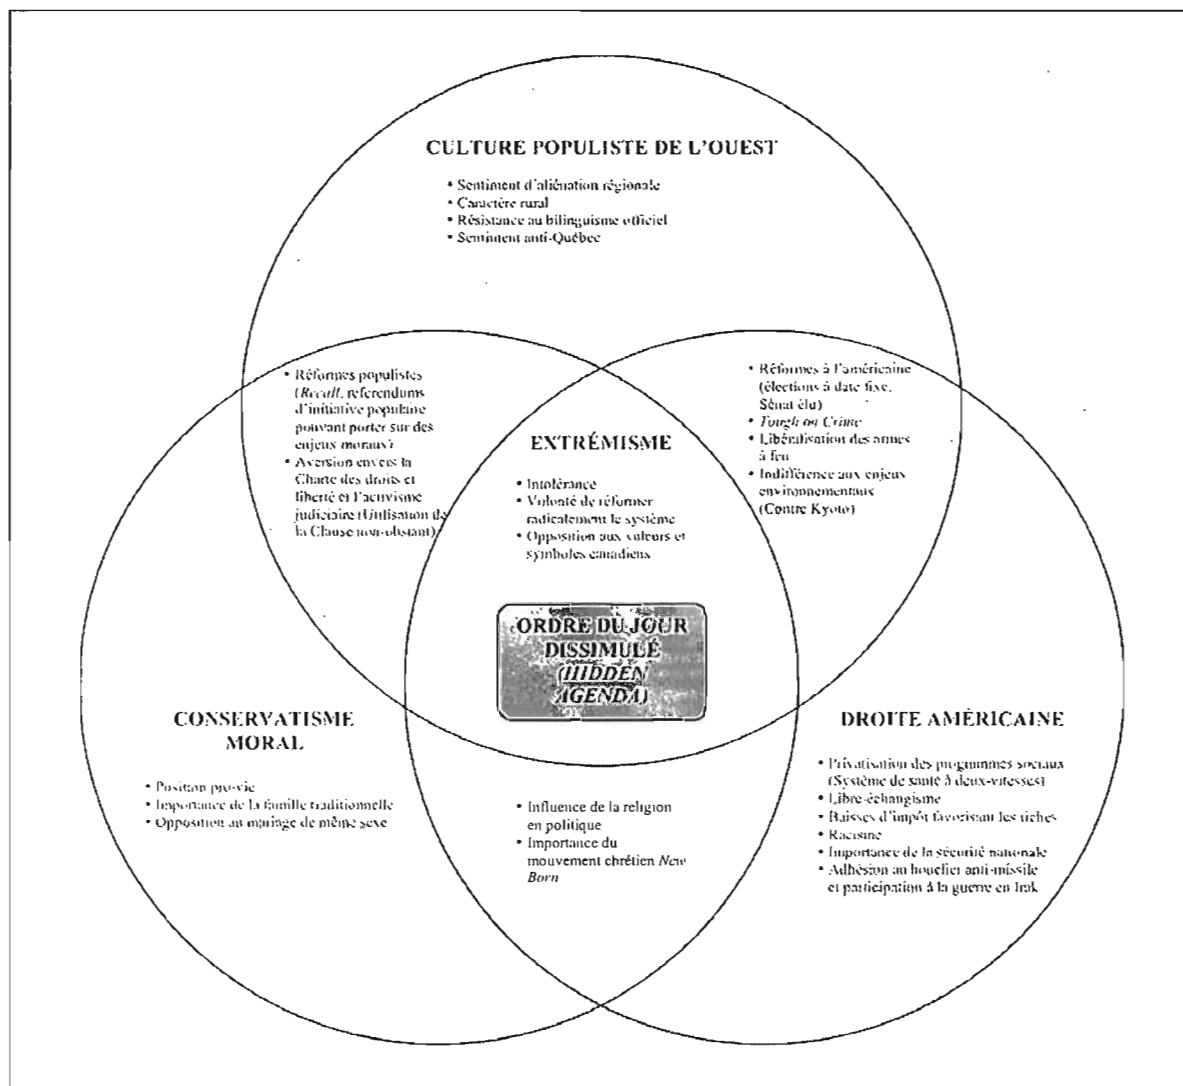 CULTURE POPULISTE DE L'OUEST
• Sentiment d'aliénation régionale
• Caractère rural
• Résistance au bilinguisme officiel
• Sentiment anti-Québec
• Réformes populistes
(Recall, referendums
d'initiative populaire
pouvant porter sur des
enjeux moraux)
• Aversion envers la
Charte des droits et
liberté et l'activisme
judiciaire (Utilisation de
la Clause non-obstant)
• Réformes à l'américaine
(élections à date fixe,
Sénat élu)
• Tough on Crime
• Libéralisation des armes
à feu
• Indifférence aux enjeux
environnementaux
(Contre Kyoto)
EXTRÉMISME
• Intolérance
• Volonté de réformer
radicalement le système
• Opposition aux valeurs et
symboles canadiens
ORDRE DU JOUR
DISSIMULÉ
(HIDDEN
AGENDA)
CONSERVATISME
MORAL
• Position pro-vie
• Importance de la famille traditionnelle
• Opposition au mariage de même sexe
• Influence de la religion
en politique
• Importance du
mouvement chrétien New
Born
DROITE AMÉRICAINE
• Privatisation des programmes sociaux
(Système de santé à deux-vitesses)
• Libre-échangisme
• Baisses d'impôt favorisant les riches
• Racisme
• Importance de la sécurité nationale
• Adhésion au bouclier anti-missile
et participation à la guerre en Irak